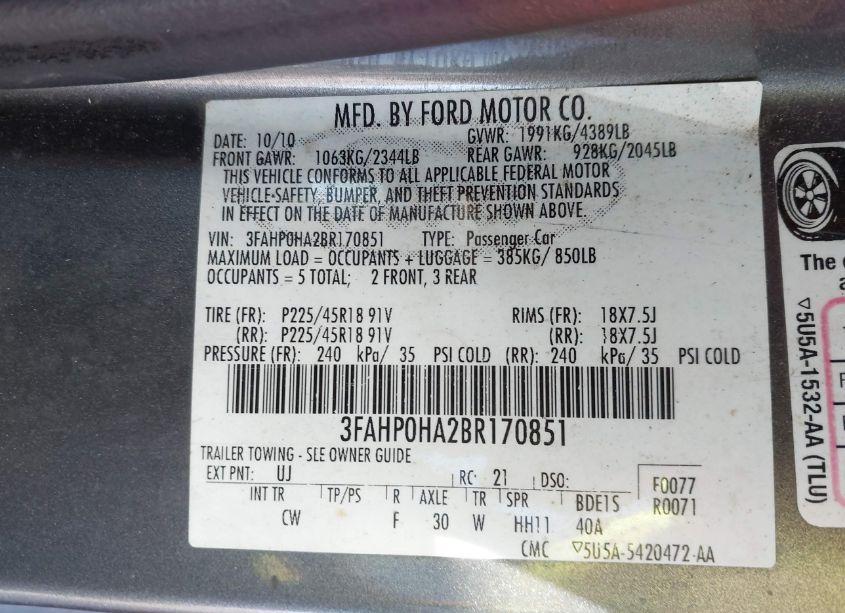 MFD. BY FORD MOTOR CO.
DATE: 10/10 GVWR: 1991KG/4389LB
FRONT GAWR: 1063KG/2344LB REAR GAWR: 928KG/2045LB
THIS VEHICLE CONFORMS TO ALL APPLICABLE FEDERAL MOTOR
VEHICLE-SAFETY, BUMPER, AND THEFT PREVENTION STANDARDS
IN EFFECT ON THE DATE OF MANUFACTURE SHOWN ABOVE.
VIN: 3FAHP0HA2BR170851 TYPE: Passenger Car
MAXIMUM LOAD = OCCUPANTS + LUGGAGE = 385KG/ 850LB
OCCUPANTS = 5 TOTAL; 2 FRONT, 3 REAR
TIRE (FR): P225/45R18 91V RIMS (FR): 18X7.5J
(RR): P225/45R18 91V (RR): 18X7.5J
PRESSURE (FR): 240 kPa/ 35 PSI COLD (RR): 240 kPa/ 35 PSI COLD
3FAHP0HA2BR170851
TRAILER TOWING - SEE OWNER GUIDE
EXT PNT: UJ RC: 21 DSO: F0077
R0071
INT TR TP/PS R AXLE TR SPR BDE1S
CW F 30 W HH11 40A
CMC ▽5U5A-5420472-AA
The
▽5U5A-1532-AA (TLU)